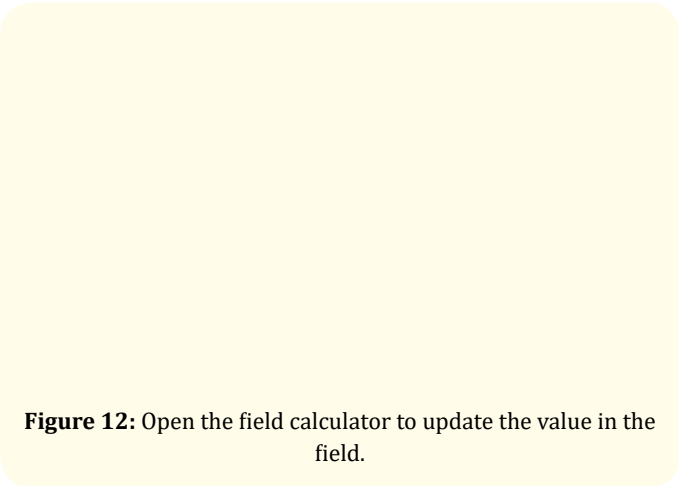 Figure 12: Open the field calculator to update the value in the
field.